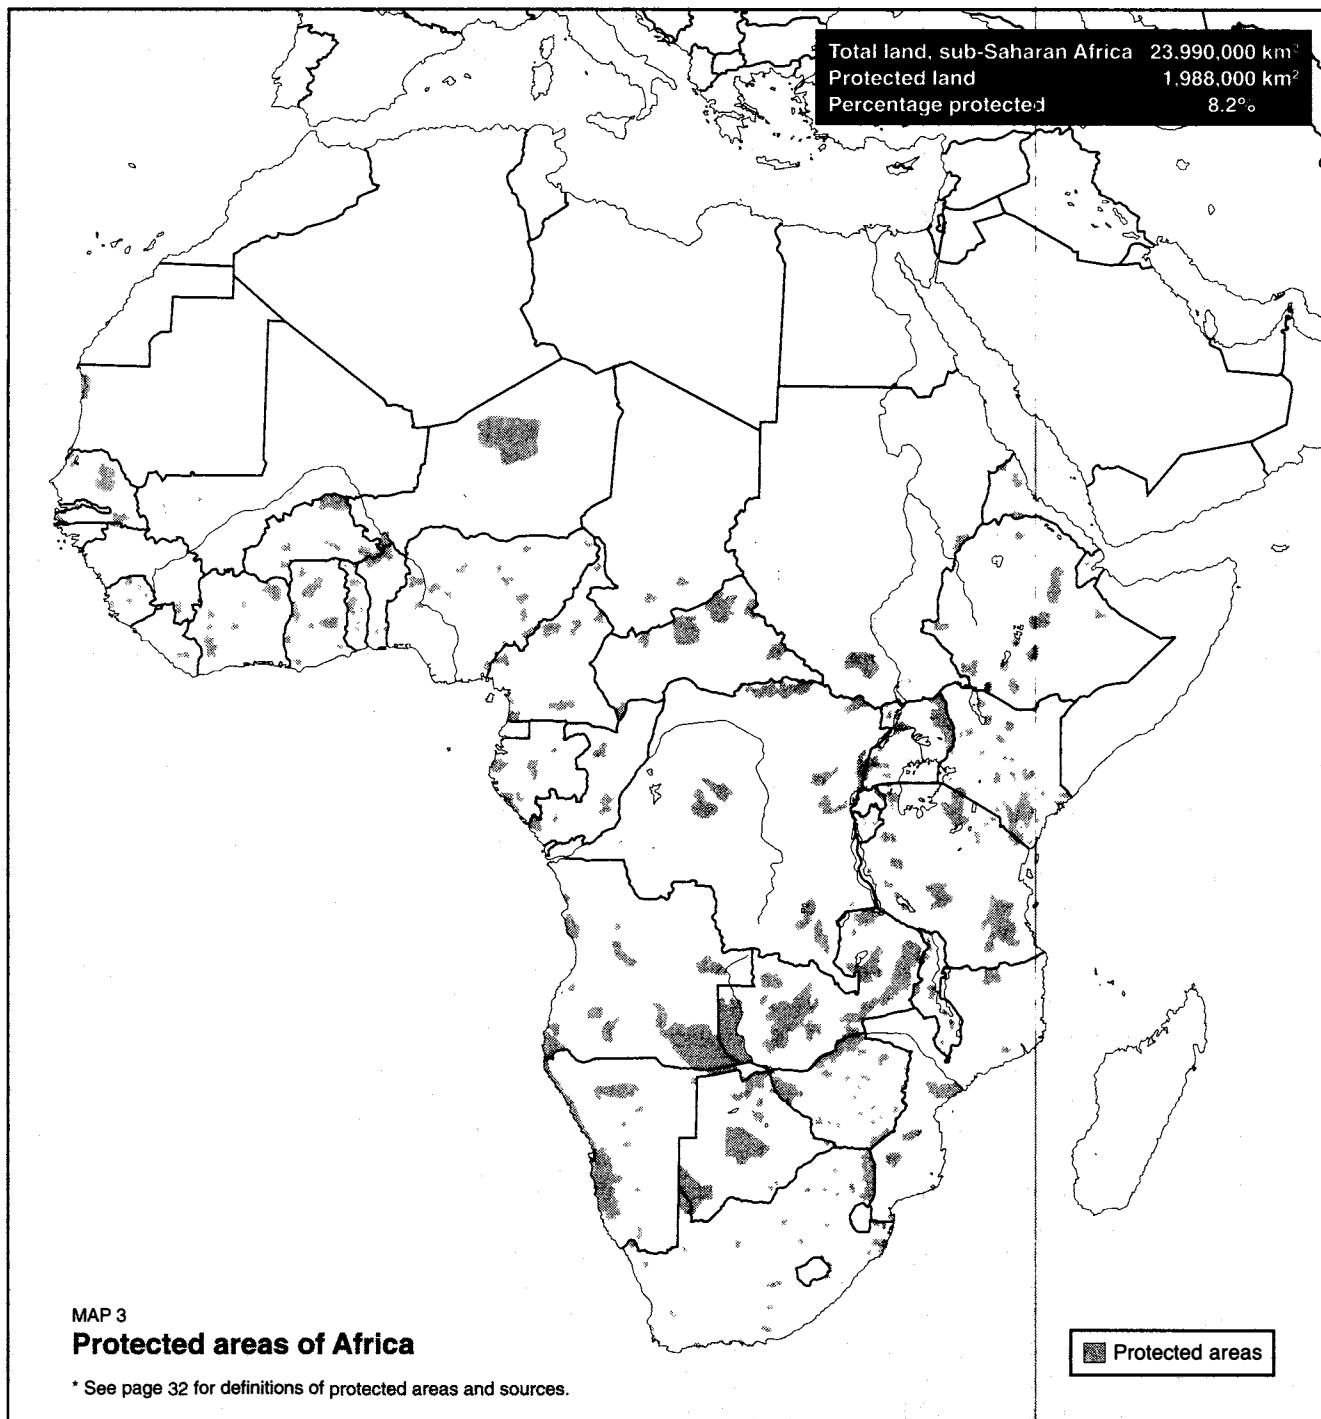 Total land, sub-Saharan Africa 23.990,000 km²
Protected land 1,988,000 km²
Percentage protected 8.2%
MAP 3
Protected areas of Africa
* See page 32 for definitions of protected areas and sources.
Protected areas